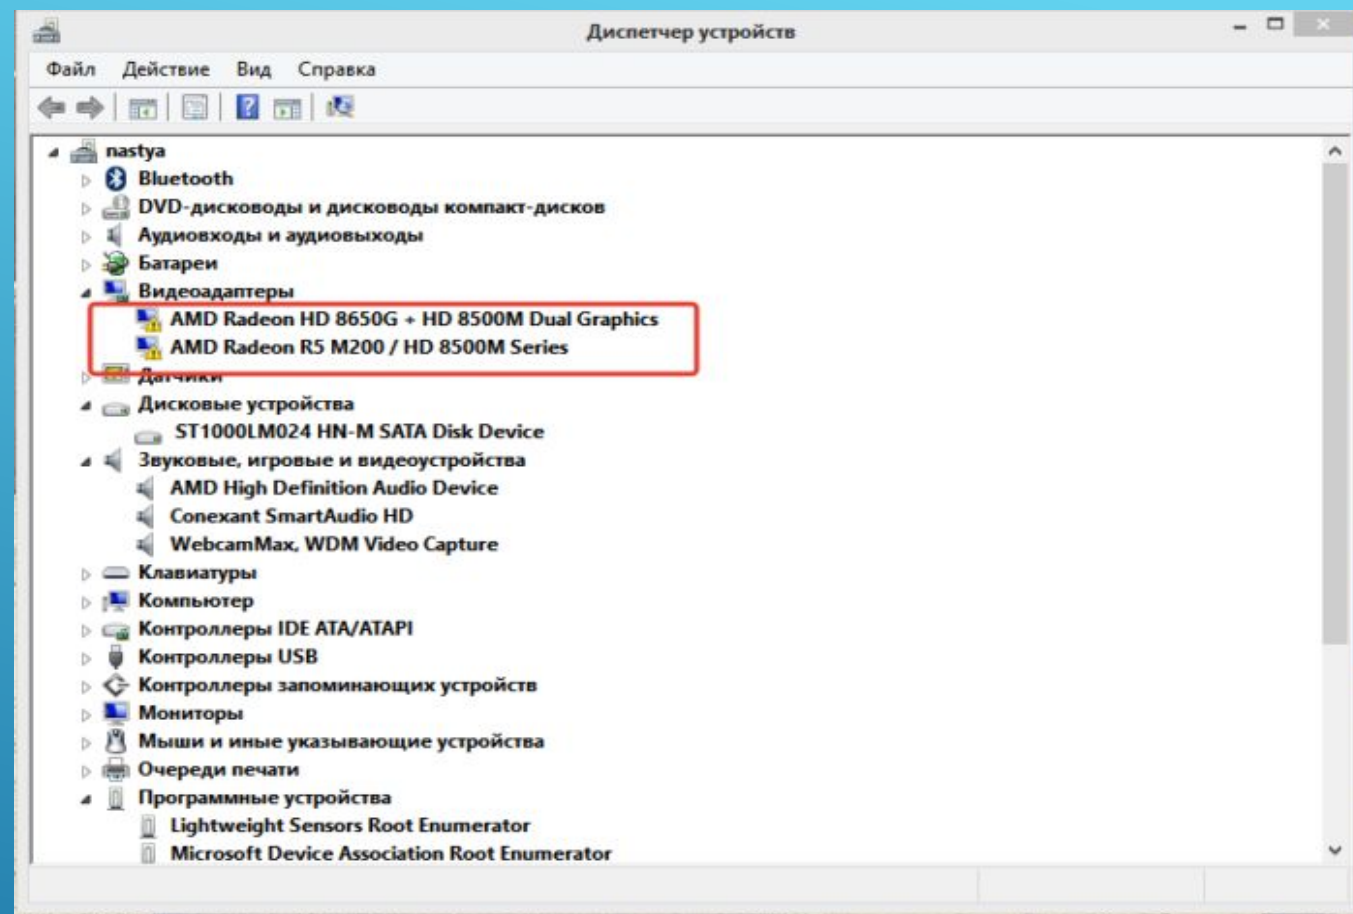 Диспетчер устройств
Файл Действие Вид Справка
nastya
Bluetooth
DVD-дисководы и дисководы компакт-дисков
Аудиовходы и аудиовыходы
Батареи
Видеоадаптеры
AMD Radeon HD 8650G + HD 8500M Dual Graphics
AMD Radeon R5 M200 / HD 8500M Series
Датчики
Дисковые устройства
ST1000LM024 HN-M SATA Disk Device
Звуковые, игровые и видеоустройства
AMD High Definition Audio Device
Conexant SmartAudio HD
WebcamMax, WDM Video Capture
Клавиатуры
Компьютер
Контроллеры IDE ATA/ATAPI
Контроллеры USB
Контроллеры запоминающих устройств
Мониторы
Мыши и иные указывающие устройства
Очереди печати
Программные устройства
Lightweight Sensors Root Enumerator
Microsoft Device Association Root Enumerator